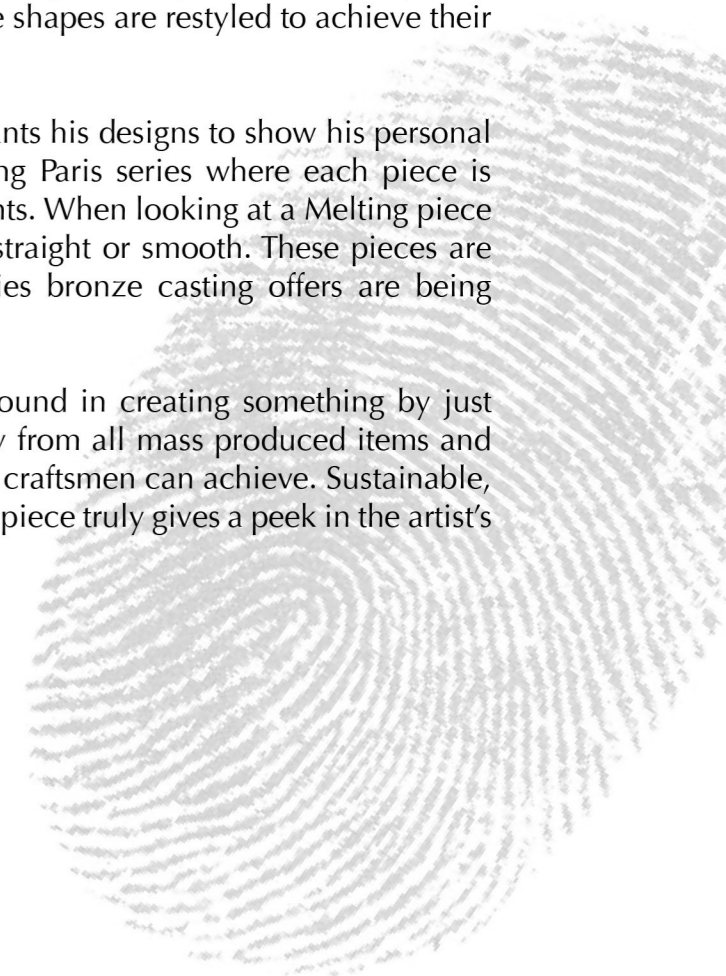 e shapes are restyled to achieve their
nts his designs to show his personal
ng Paris series where each piece is
nts. When looking at a Melting piece
straight or smooth. These pieces are
ies bronze casting offers are being
ound in creating something by just
y from all mass produced items and
craftsmen can achieve. Sustainable,
piece truly gives a peek in the artist's